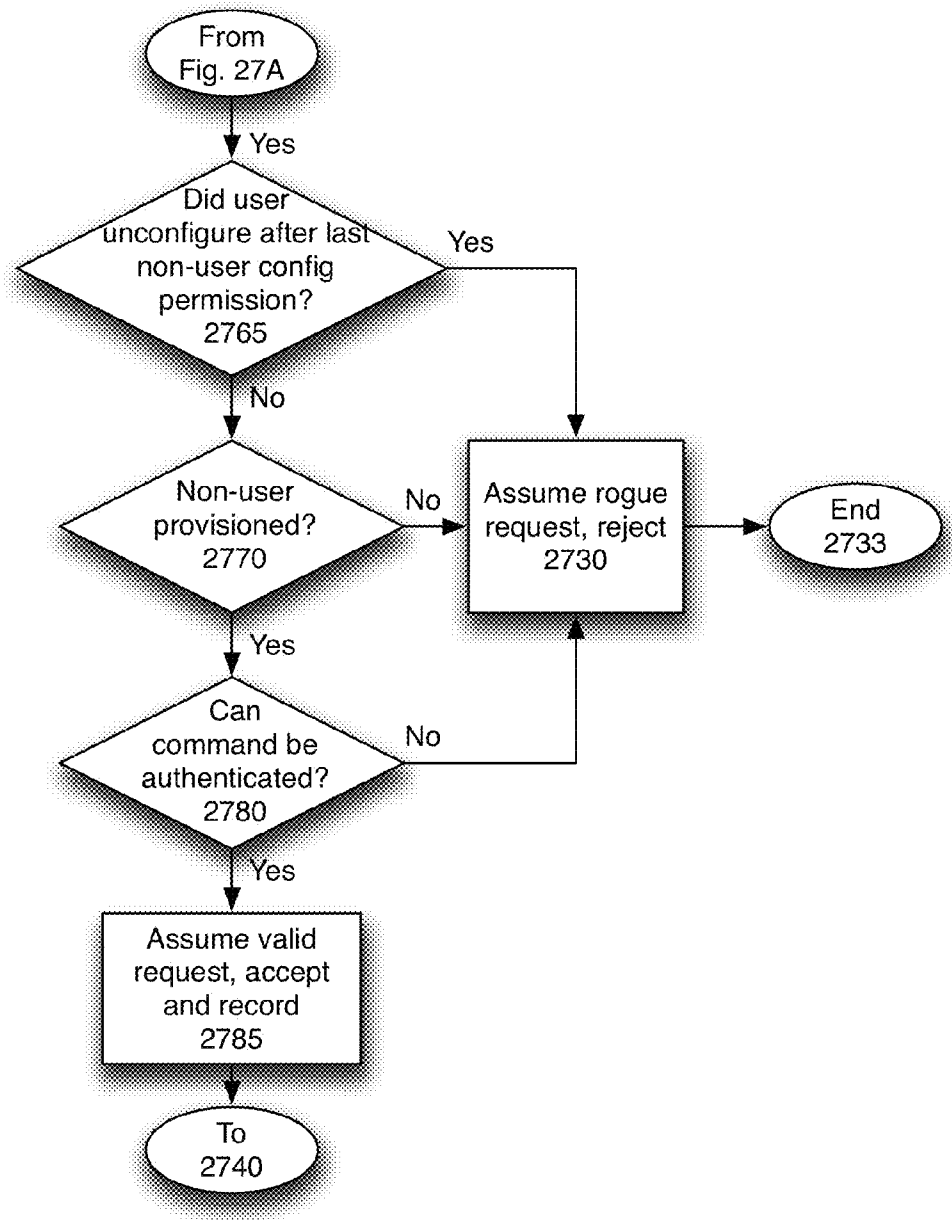 From
Fig. 27A
Yes
Did user
unconfigure after last
non-user config
permission?
2765
Yes
No
Non-user
provisioned?
2770
No
Assume rogue
request, reject
2730
End
2733
Yes
Can
command be
authenticated?
2780
No
Yes
Assume valid
request, accept
and record
2785
To
2740